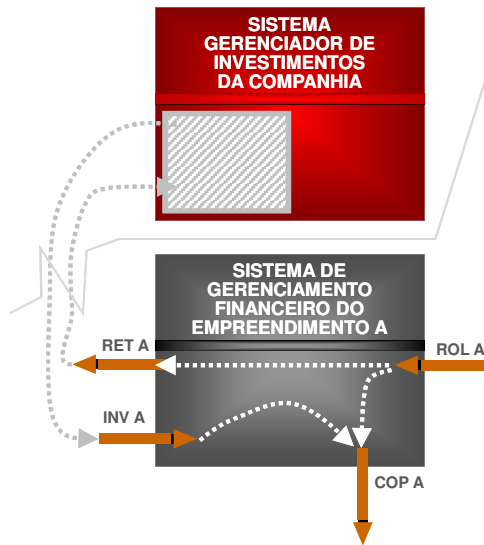 SISTEMA
GERENCIADOR DE
INVESTIMENTOS
DA COMPANHIA
SISTEMA DE
GERENCIAMENTO
FINANCEIRO DO
EMPREENDIMENTO A
RET A
ROL A
INV A
COP A